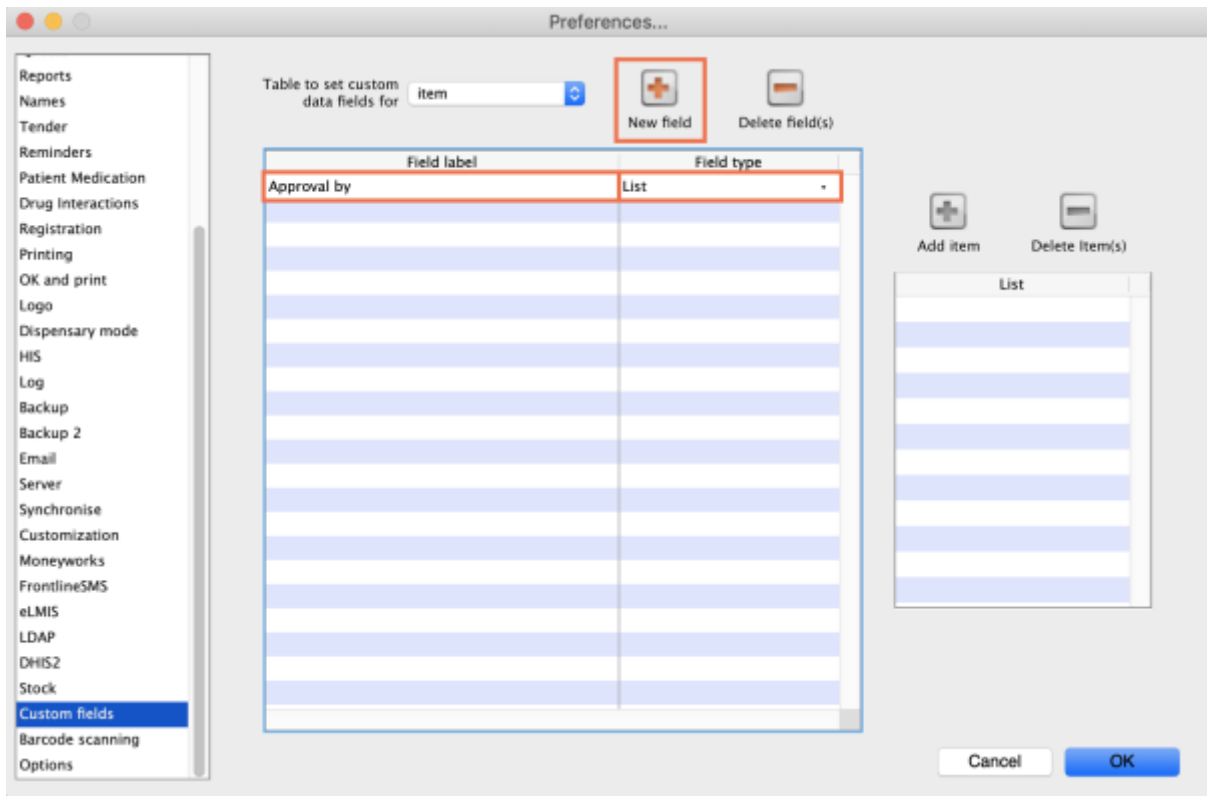 Preferences...
Reports
Names
Tender
Reminders
Patient Medication
Drug Interactions
Registration
Printing
OK and print
Logo
Dispensary mode
HIS
Log
Backup
Backup 2
Email
Server
Synchronise
Customization
Moneyworks
FrontlineSMS
eLMIS
LDAP
DHIS2
Stock
Custom fields
Barcode scanning
Options
Table to set custom
data fields for
item
New field
Delete field(s)
Field label
Field type
Approval by
List
Add item
Delete Item(s)
List
Cancel
OK